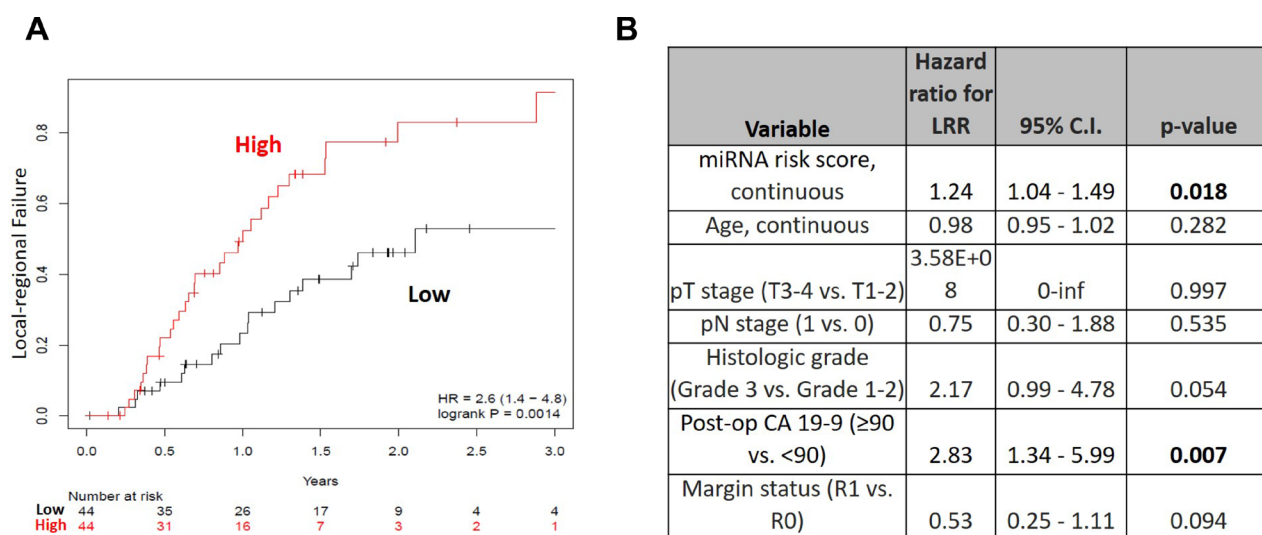 A
Local-regional Failure
0.8
0.6
0.4
0.2
0.0
High
Low
HR = 2.6 (1.4 – 4.8)
logrank P = 0.0014
0.0 0.5 1.0 1.5 2.0 2.5 3.0
Years
Number at risk
Low 44 35 26 17 9 4 4
High 44 31 16 7 3 2 1
B
Variable Hazard ratio for LRR 95% C.I. p-value
miRNA risk score, continuous 1.24 1.04 - 1.49 0.018
Age, continuous 0.98 0.95 - 1.02 0.282
pT stage (T3-4 vs. T1-2) 3.58E+08 0-inf 0.997
pN stage (1 vs. 0) 0.75 0.30 - 1.88 0.535
Histologic grade (Grade 3 vs. Grade 1-2) 2.17 0.99 - 4.78 0.054
Post-op CA 19-9 (≥90 vs. <90) 2.83 1.34 - 5.99 0.007
Margin status (R1 vs. R0) 0.53 0.25 - 1.11 0.094